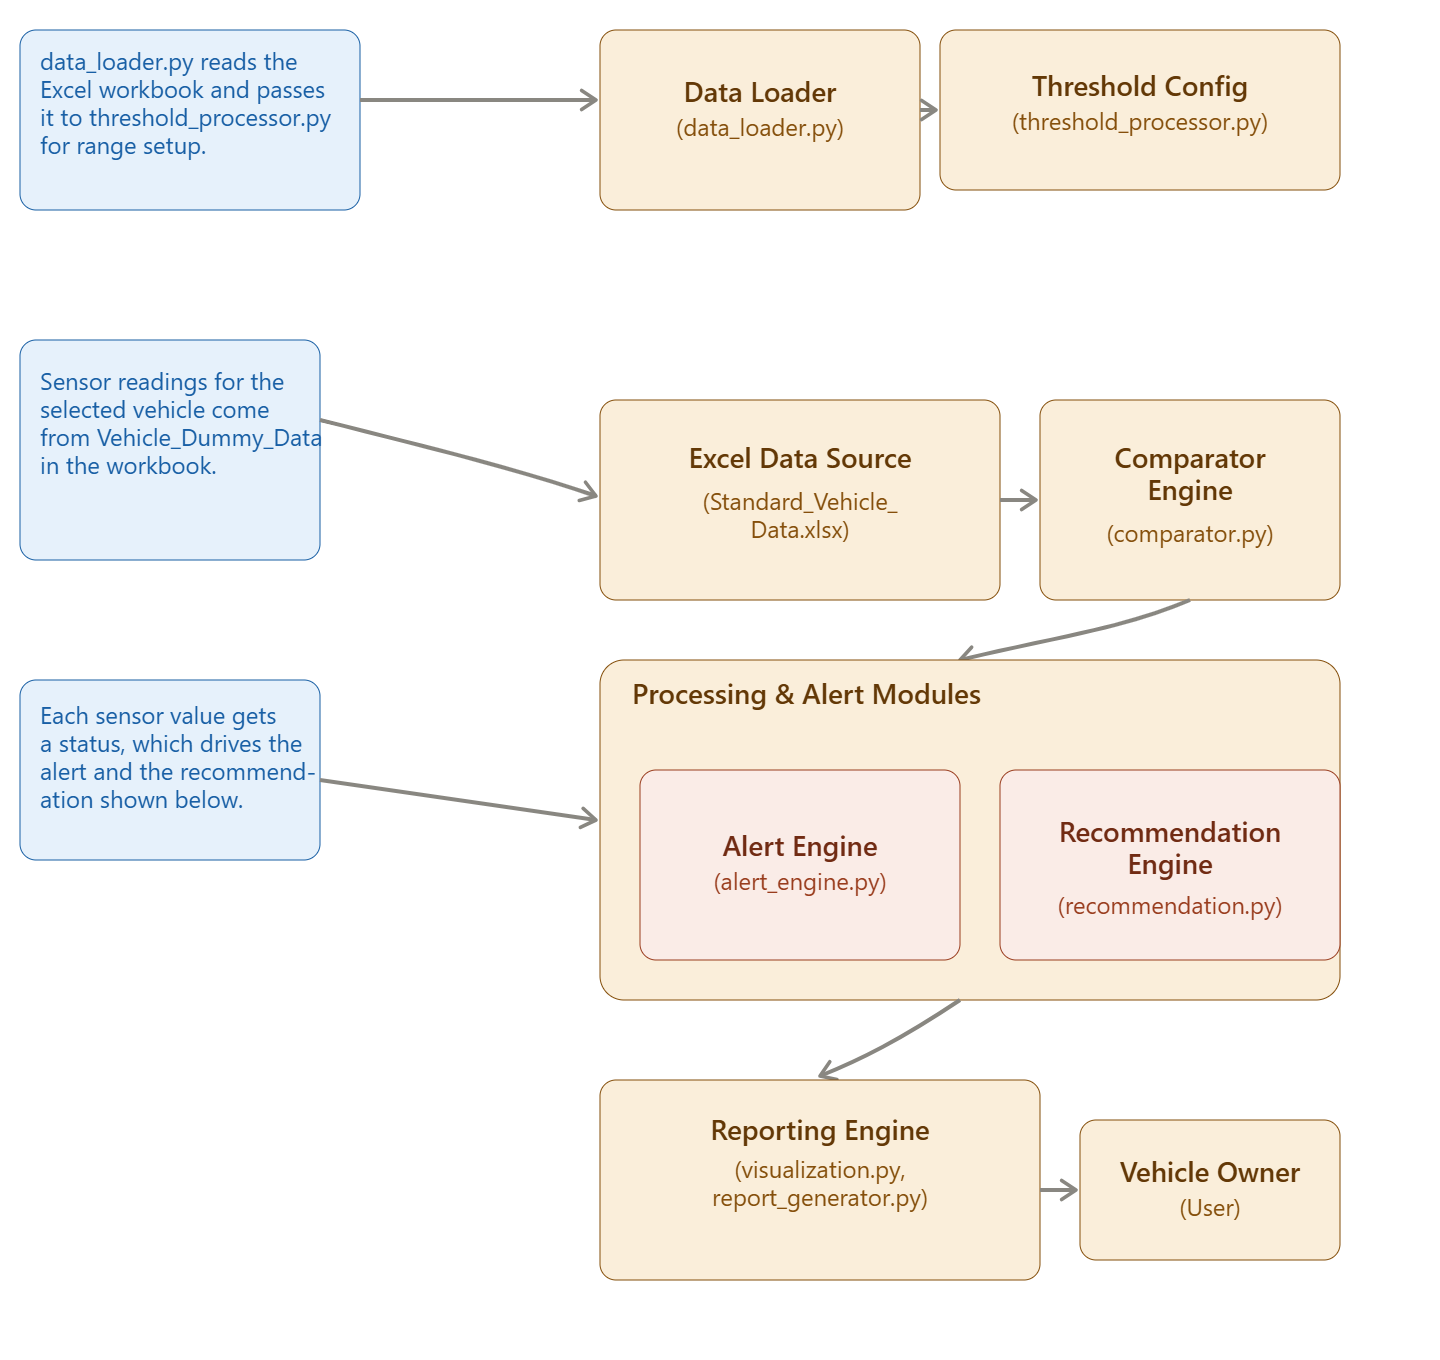 data_loader.py reads the
Excel workbook and passes
it to threshold_processor.py
for range setup.
Data Loader
(data_loader.py)
Threshold Config
(threshold_processor.py)
Sensor readings for the
selected vehicle come
from Vehicle_Dummy_Data
in the workbook.
Excel Data Source
(Standard_Vehicle_
Data.xlsx)
Comparator
Engine
(comparator.py)
Each sensor value gets
a status, which drives the
alert and the recommend-
ation shown below.
Processing & Alert Modules
Alert Engine
(alert_engine.py)
Recommendation
Engine
(recommendation.py)
Reporting Engine
(visualization.py,
report_generator.py)
Vehicle Owner
(User)